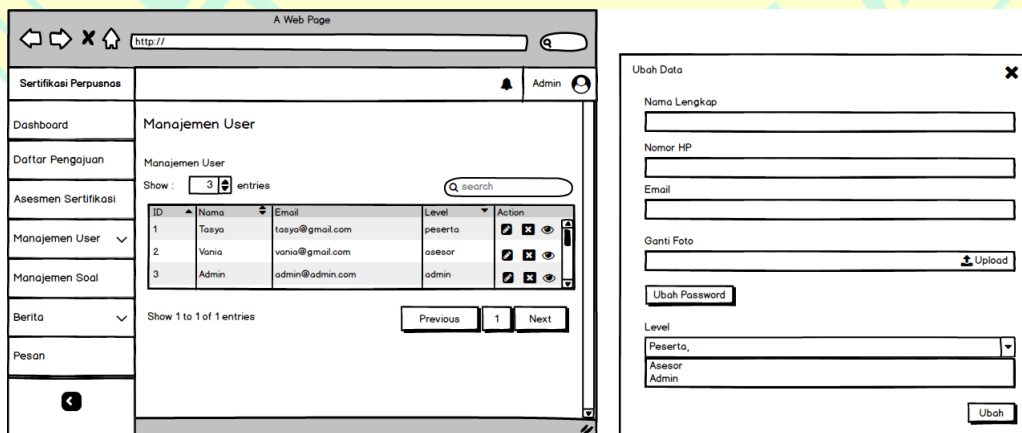 A Web Page
http://
Sertifikasi Perpusnas
Admin
Dashboard
Daftar Pengajuan
Asesmen Sertifikasi
Manajemen User
Manajemen Soal
Berita
Pesan
Manajemen User
Manajemen User
Show : 3 entries
search
ID Nama Email Level Action
1 Tasya tasya@gmail.com peserta
2 Vania vania@gmail.com asesor
3 Admin admin@admin.com admin
Show 1 to 1 of 1 entries
Previous 1 Next
Ubah Data
Nama Lengkap
Nomor HP
Email
Ganti Foto
Upload
Ubah Password
Level
Peserta,
Asesor
Admin
Ubah